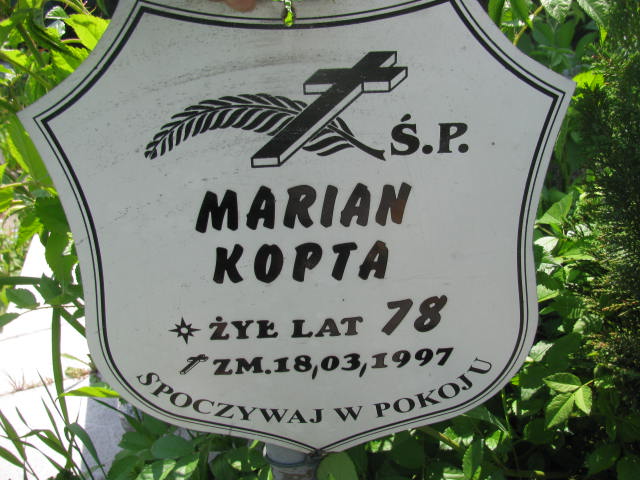 Ś.P.
MARIAN
KOPTA
ŻYŁ LAT 78
ZM.18,03,1997
SPOCZYWAJ W POKOJU